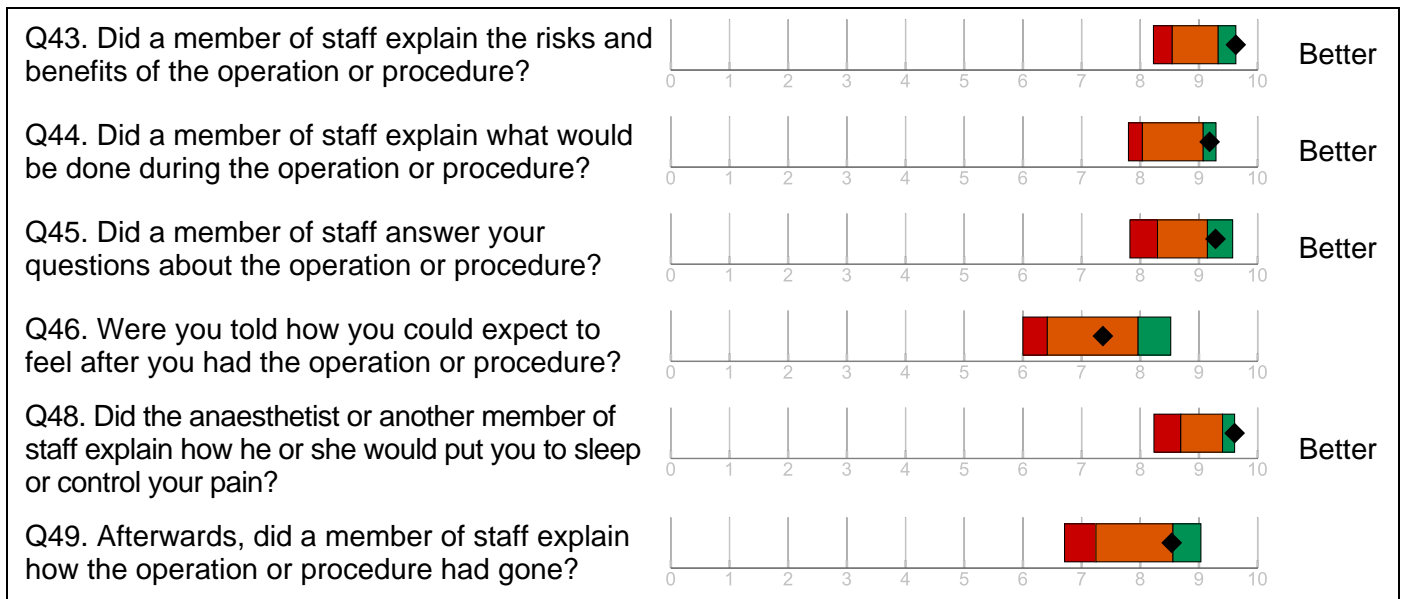 Q43. Did a member of staff explain the risks and
benefits of the operation or procedure?
0 1 2 3 4 5 6 7 8 9 10
Better
Q44. Did a member of staff explain what would
be done during the operation or procedure?
0 1 2 3 4 5 6 7 8 9 10
Better
Q45. Did a member of staff answer your
questions about the operation or procedure?
0 1 2 3 4 5 6 7 8 9 10
Better
Q46. Were you told how you could expect to
feel after you had the operation or procedure?
0 1 2 3 4 5 6 7 8 9 10
Q48. Did the anaesthetist or another member of
staff explain how he or she would put you to sleep
or control your pain?
0 1 2 3 4 5 6 7 8 9 10
Better
Q49. Afterwards, did a member of staff explain
how the operation or procedure had gone?
0 1 2 3 4 5 6 7 8 9 10